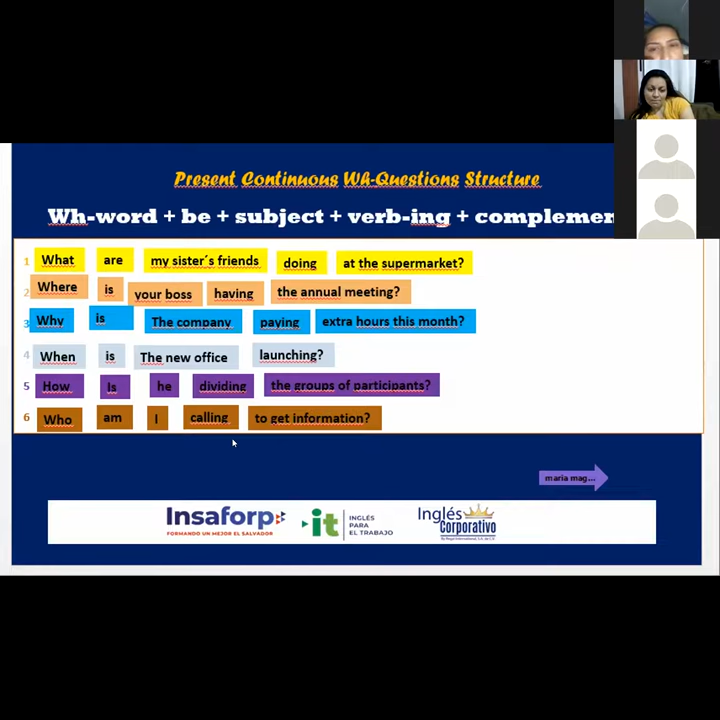 Present Continuous Wh-Questions Structure
Wh-word + be + subject + verb-ing + complemen
1 What are my sister´s friends doing at the supermarket?
2 Where is your boss having the annual meeting?
3 Why is The company paying extra hours this month?
4 When is The new office launching?
5 How Is he dividing the groups of participants?
6 Who am I calling to get information?
maria mag...
Insaforp
FORMANDO UN MEJOR EL SALVADOR
it
INGLÉS
PARA
EL TRABAJO
Inglés
Corporativo